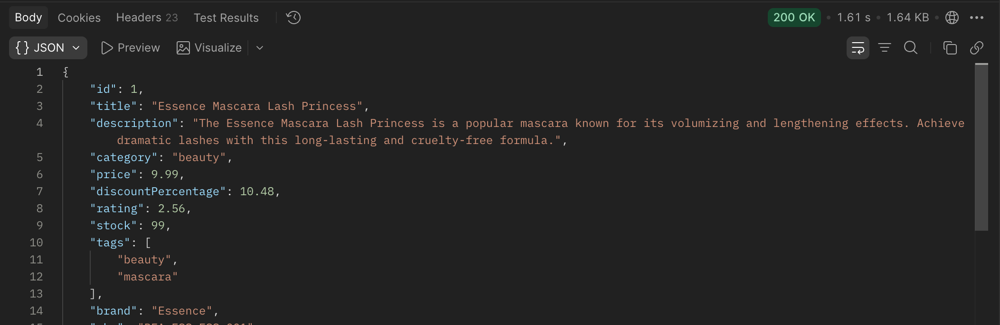 Body Cookies Headers 23 Test Results 200 OK • 1.61 s • 1.64 KB •
{} JSON Preview Visualize
1 {
2 "id": 1,
3 "title": "Essence Mascara Lash Princess",
4 "description": "The Essence Mascara Lash Princess is a popular mascara known for its volumizing and lengthening effects. Achieve
dramatic lashes with this long-lasting and cruelty-free formula.",
5 "category": "beauty",
6 "price": 9.99,
7 "discountPercentage": 10.48,
8 "rating": 2.56,
9 "stock": 99,
10 "tags": [
11 "beauty",
12 "mascara"
13 ],
14 "brand": "Essence",